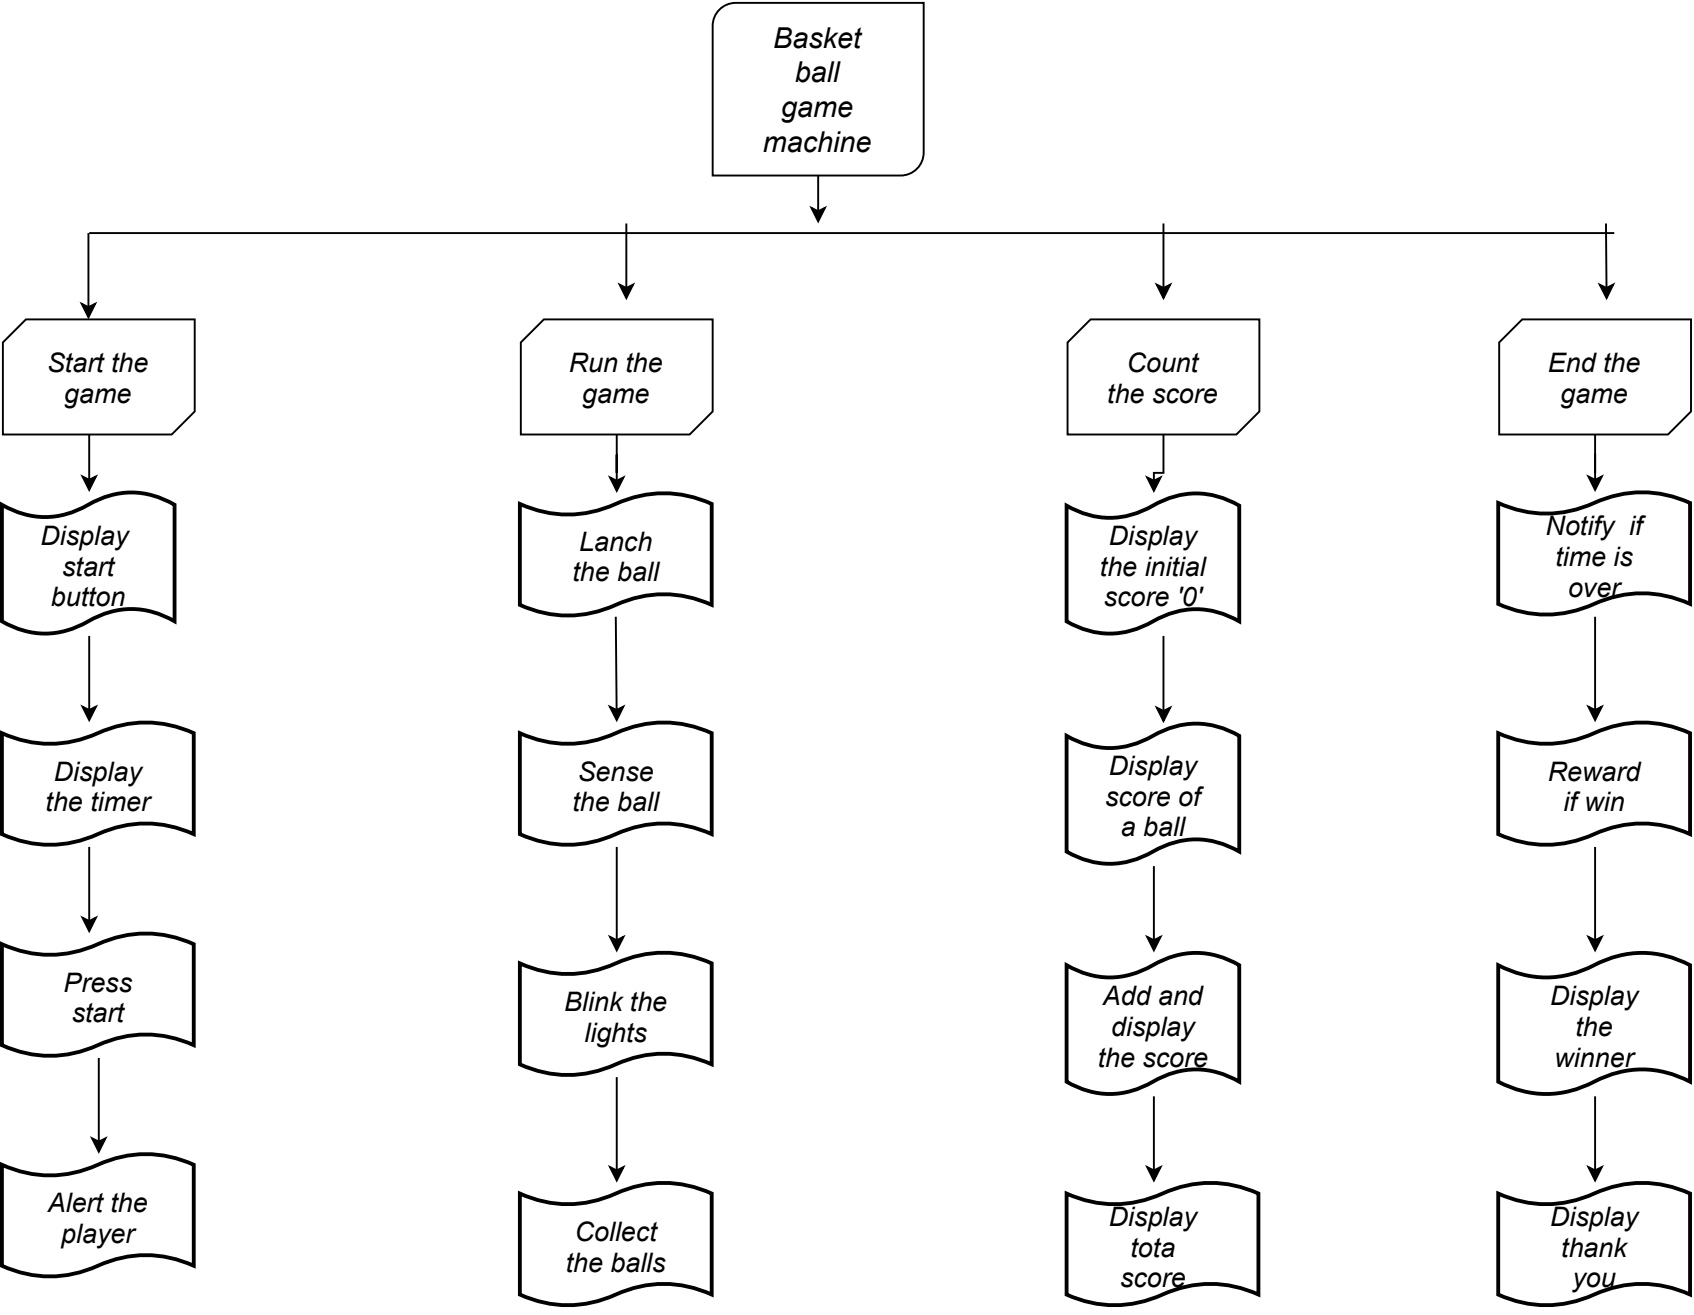 Basket
ball
game
machine
Start the
game
Run the
game
Count
the score
End the
game
Display
start
button
Lanch
the ball
Display
the initial
score '0'
Notify  if
time is
over
Display
the timer
Sense
the ball
Display
score of
a ball
Reward
if win
Press
start
Blink the
lights
Add and
display
the score
Display
the
winner
Alert the
player
Collect
the balls
Display
tota
score
Display
thank
you